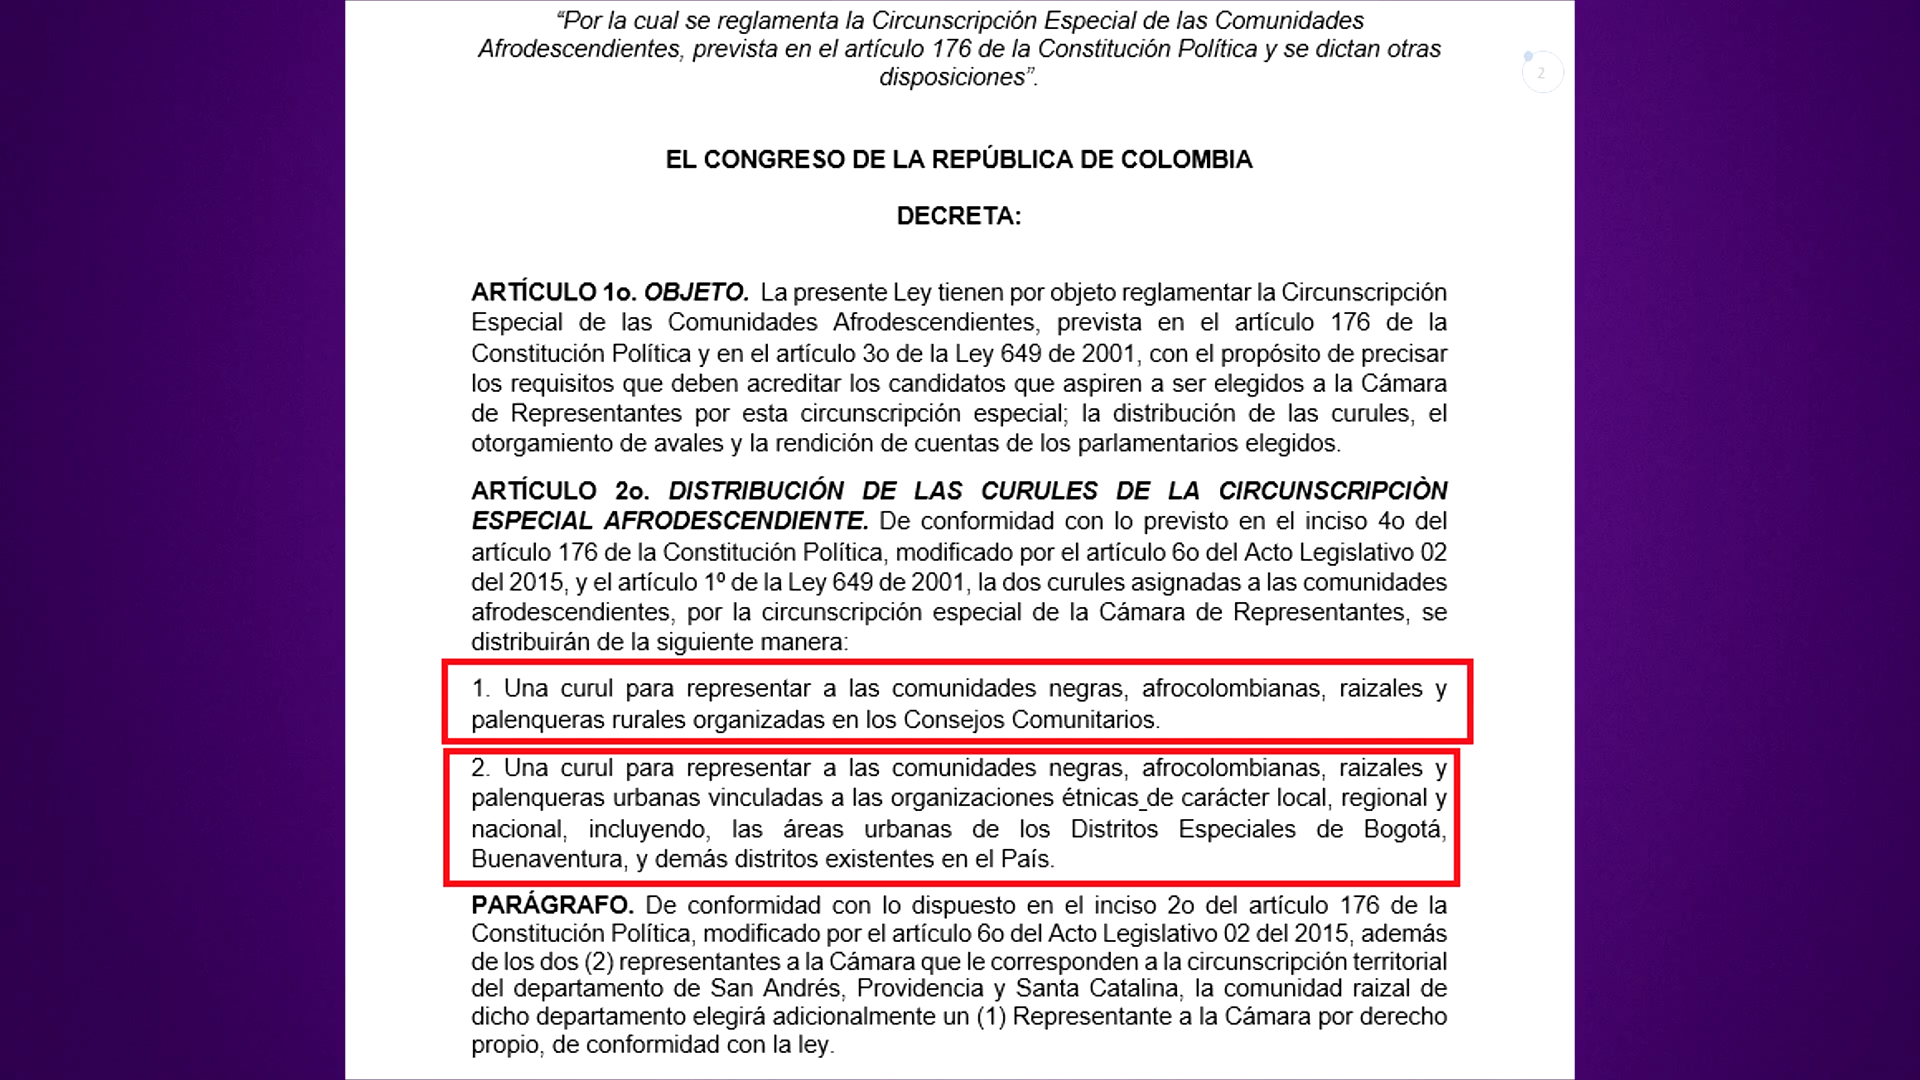 “Por la cual se reglamenta la Circunscripción Especial de las Comunidades
Afrodescendientes, prevista en el artículo 176 de la Constitución Política y se dictan otras
disposiciones”.
2
EL CONGRESO DE LA REPÚBLICA DE COLOMBIA
DECRETA:
ARTÍCULO 1o. OBJETO. La presente Ley tienen por objeto reglamentar la Circunscripción
Especial de las Comunidades Afrodescendientes, prevista en el artículo 176 de la
Constitución Política y en el artículo 3o de la Ley 649 de 2001, con el propósito de precisar
los requisitos que deben acreditar los candidatos que aspiren a ser elegidos a la Cámara
de Representantes por esta circunscripción especial; la distribución de las curules, el
otorgamiento de avales y la rendición de cuentas de los parlamentarios elegidos.
ARTÍCULO 2o. DISTRIBUCIÓN DE LAS CURULES DE LA CIRCUNSCRIPCIÒN
ESPECIAL AFRODESCENDIENTE. De conformidad con lo previsto en el inciso 4o del
artículo 176 de la Constitución Política, modificado por el artículo 6o del Acto Legislativo 02
del 2015, y el artículo 1º de la Ley 649 de 2001, la dos curules asignadas a las comunidades
afrodescendientes, por la circunscripción especial de la Cámara de Representantes, se
distribuirán de la siguiente manera:
1. Una curul para representar a las comunidades negras, afrocolombianas, raizales y
palenqueras rurales organizadas en los Consejos Comunitarios.
2. Una curul para representar a las comunidades negras, afrocolombianas, raizales y
palenqueras urbanas vinculadas a las organizaciones étnicas_de carácter local, regional y
nacional, incluyendo, las áreas urbanas de los Distritos Especiales de Bogotá,
Buenaventura, y demás distritos existentes en el País.
PARÁGRAFO. De conformidad con lo dispuesto en el inciso 2o del artículo 176 de la
Constitución Política, modificado por el artículo 6o del Acto Legislativo 02 del 2015, además
de los dos (2) representantes a la Cámara que le corresponden a la circunscripción territorial
del departamento de San Andrés, Providencia y Santa Catalina, la comunidad raizal de
dicho departamento elegirá adicionalmente un (1) Representante a la Cámara por derecho
propio, de conformidad con la ley.